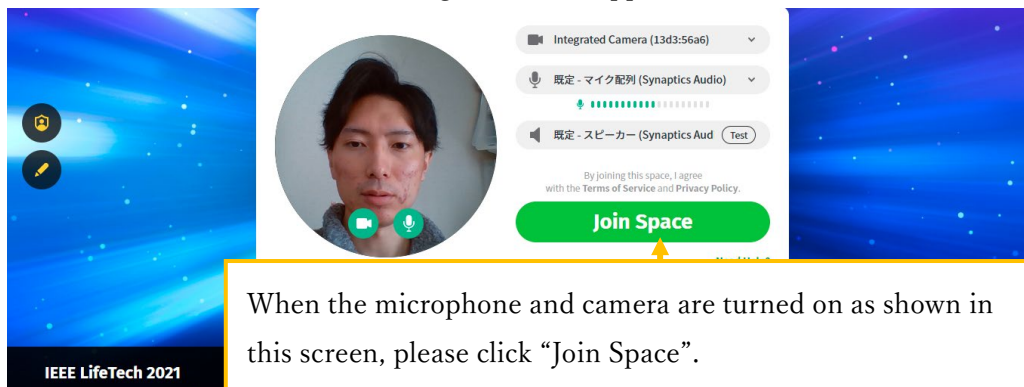 Integrated Camera (13d3:56a6)
既定 - マイク配列 (Synaptics Audio)
既定 - スピーカー (Synaptics Aud
Test
By joining this space, I agree
with the Terms of Service and Privacy Policy.
Join Space
When the microphone and camera are turned on as shown in
this screen, please click “Join Space”.
IEEE LifeTech 2021